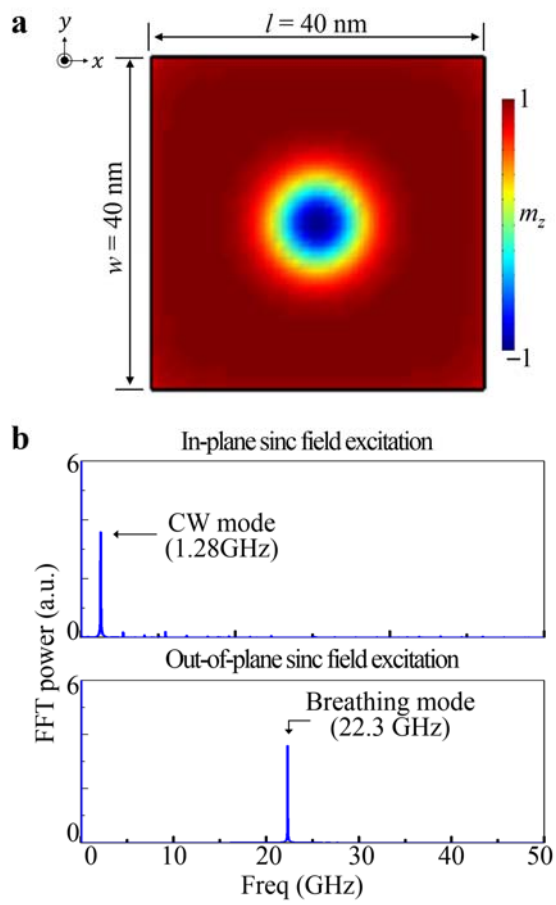 a
y
x
l = 40 nm
w = 40 nm
1
m_z
−1
b
In-plane sinc field excitation
6
CW mode
(1.28GHz)
0
Out-of-plane sinc field excitation
6
Breathing mode
(22.3 GHz)
0
FFT power (a.u.)
0 10 20 30 40 50
Freq (GHz)